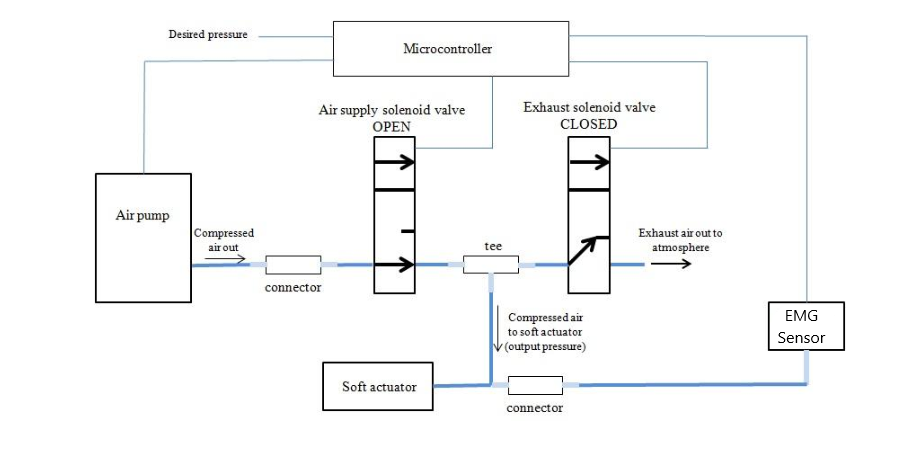 Desired pressure
Microcontroller
Air supply solenoid valve
OPEN
Exhaust solenoid valve
CLOSED
Air pump
Compressed
air out
connector
tee
Exhaust air out to
atmosphere
Compressed air
to soft actuator
(output pressure)
EMG
Sensor
Soft actuator
connector